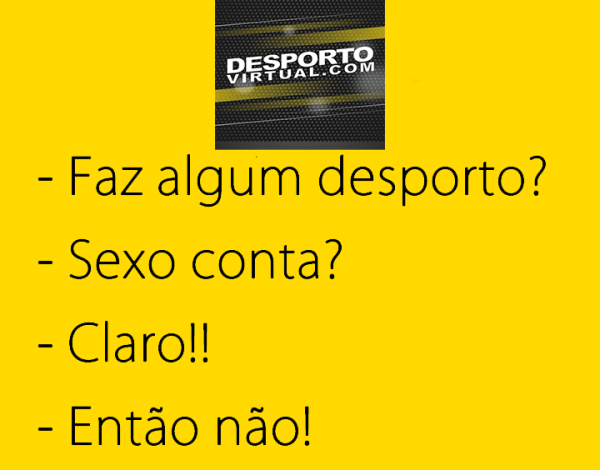 DESPORTO
VIRTUAL.COM
- Faz algum desporto?
- Sexo conta?
- Claro!!
- Então não!